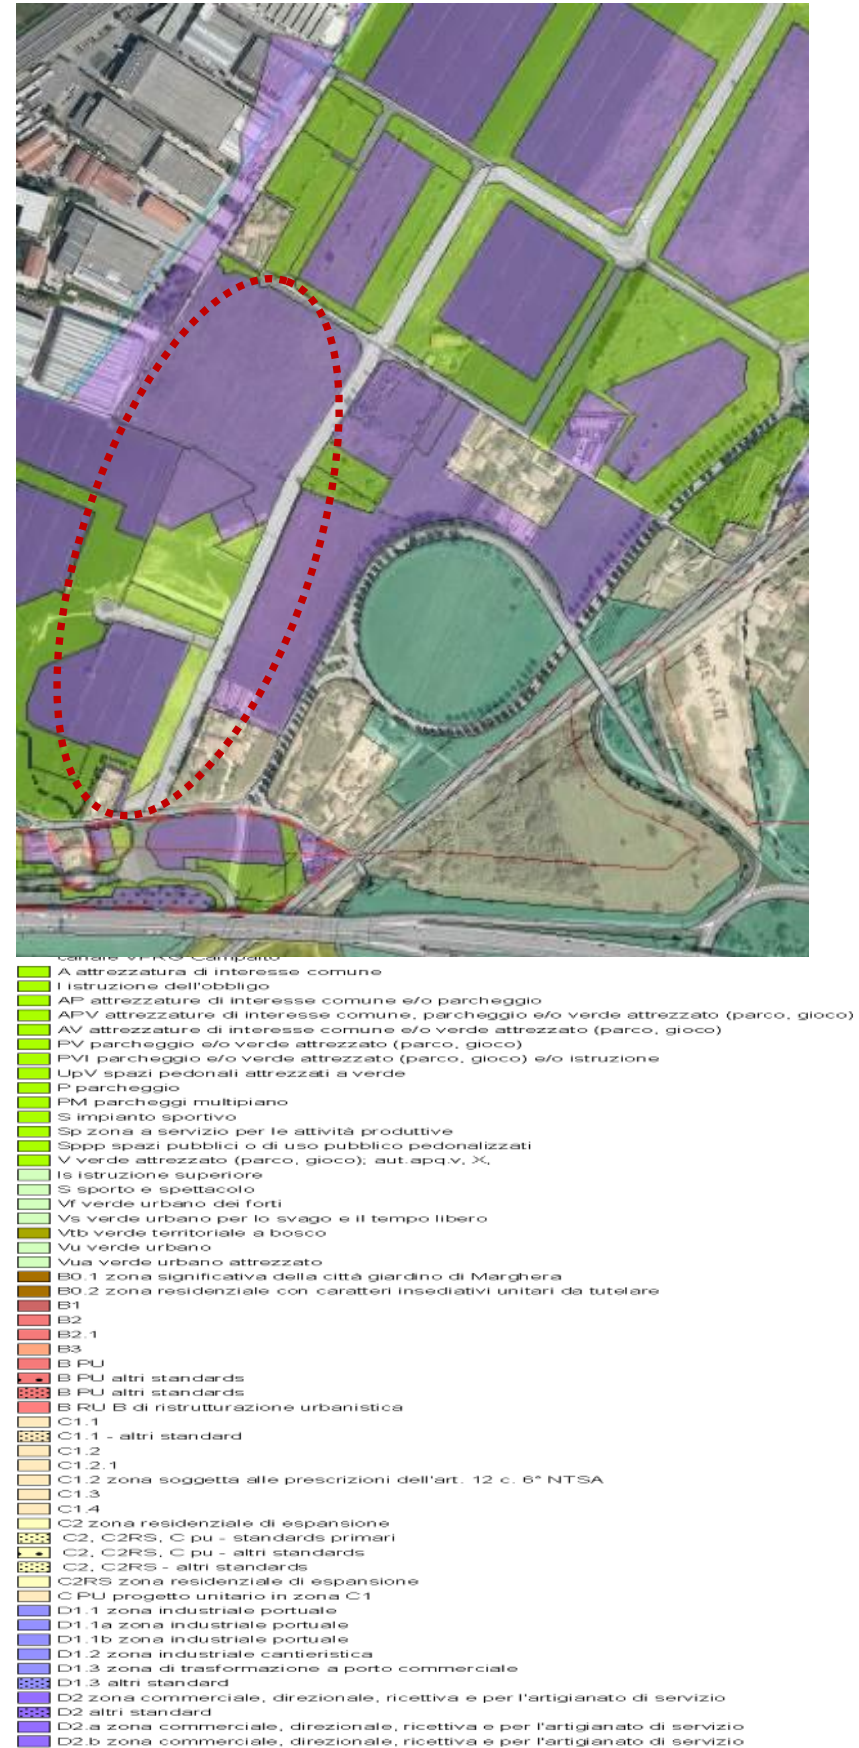 canale VPRG Campalto
A attrezzatura di interesse comune
I istruzione dell'obbligo
AP attrezzature di interesse comune e/o parcheggio
APV attrezzature di interesse comune, parcheggio e/o verde attrezzato (parco, gioco)
AV attrezzature di interesse comune e/o verde attrezzato (parco, gioco)
PV parcheggio e/o verde attrezzato (parco, gioco)
PVI parcheggio e/o verde attrezzato (parco, gioco) e/o istruzione
UpV spazi pedonali attrezzati a verde
P parcheggio
PM parcheggi multipiano
S impianto sportivo
Sp zona a servizio per le attività produttive
Sppp spazi pubblici o di uso pubblico pedonalizzati
V verde attrezzato (parco, gioco); aut.apq.v, X,
Is istruzione superiore
S sporto e spettacolo
Vf verde urbano dei forti
Vs verde urbano per lo svago e il tempo libero
Vtb verde territoriale a bosco
Vu verde urbano
Vua verde urbano attrezzato
B0.1 zona significativa della città giardino di Marghera
B0.2 zona residenziale con caratteri insediativi unitari da tutelare
B1
B2
B2.1
B3
B PU
B PU altri standards
B PU altri standards
B RU B di ristrutturazione urbanistica
C1.1
C1.1 - altri standard
C1.2
C1.2.1
C1.2 zona soggetta alle prescrizioni dell'art. 12 c. 6° NTSA
C1.3
C1.4
C2 zona residenziale di espansione
C2, C2RS, C pu - standards primari
C2, C2RS, C pu - altri standards
C2, C2RS - altri standards
C2RS zona residenziale di espansione
C PU progetto unitario in zona C1
D1.1 zona industriale portuale
D1.1a zona industriale portuale
D1.1b zona industriale portuale
D1.2 zona industriale cantieristica
D1.3 zona di trasformazione a porto commerciale
D1.3 altri standard
D2 zona commerciale, direzionale, ricettiva e per l'artigianato di servizio
D2 altri standard
D2.a zona commerciale, direzionale, ricettiva e per l'artigianato di servizio
D2.b zona commerciale, direzionale, ricettiva e per l'artigianato di servizio